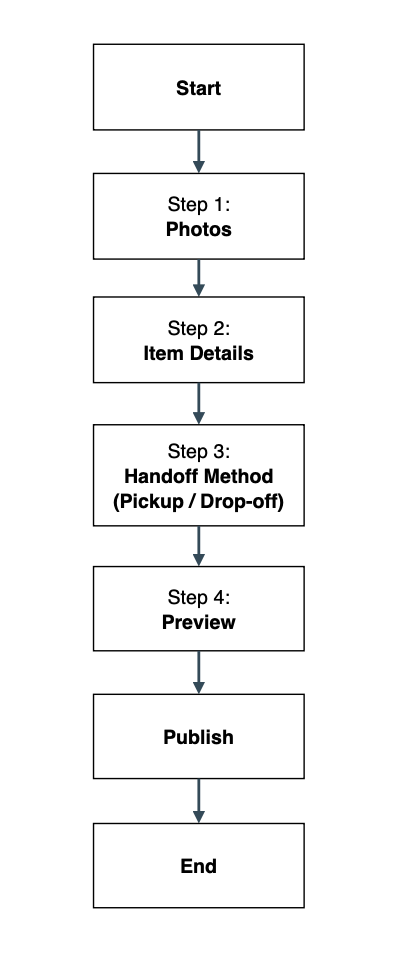 Start
Step 1:
Photos
Step 2:
Item Details
Step 3:
Handoff Method
(Pickup / Drop-off)
Step 4:
Preview
Publish
End